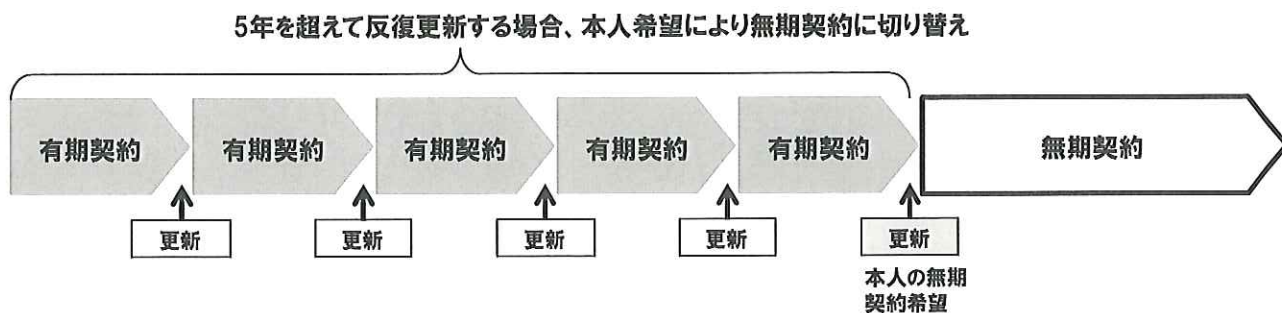 5年を超えて反復更新する場合、本人希望により無期契約に切り替え
有期契約
有期契約
有期契約
有期契約
有期契約
無期契約
更新
更新
更新
更新
更新
本人の無期
契約希望